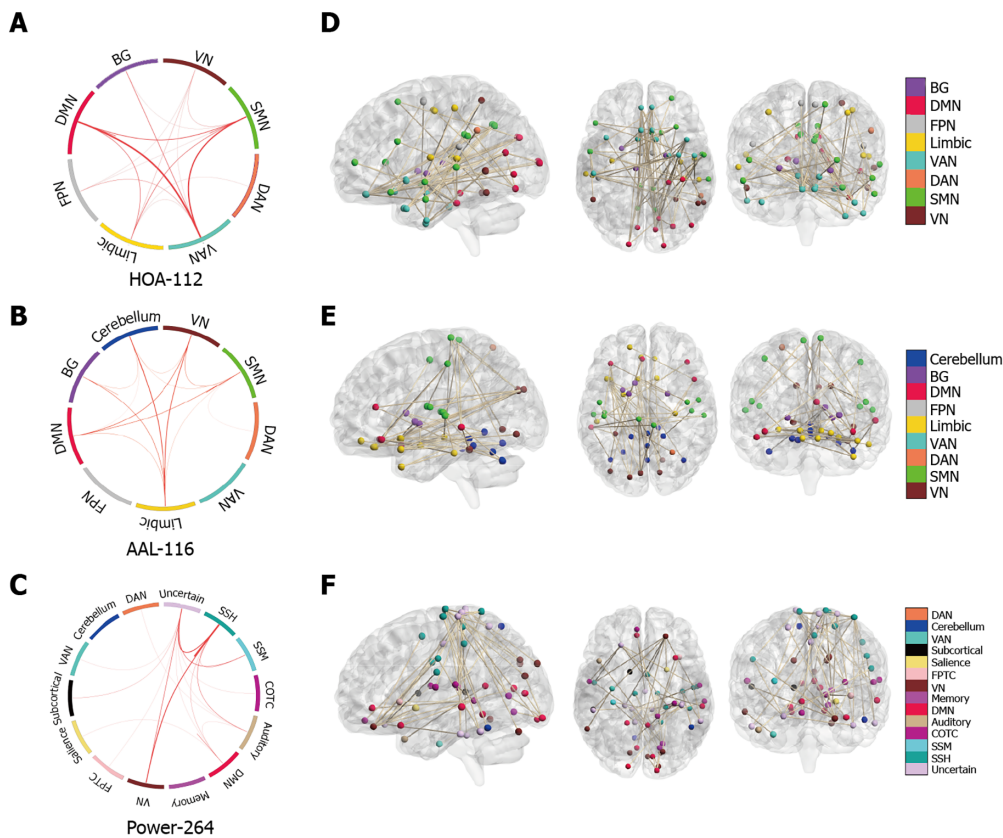 A
BG
VN
SMN
DAN
VAN
Limbic
FPN
DMN
HOA-112
D
BG
DMN
FPN
Limbic
VAN
DAN
SMN
VN
B
Cerebellum
VN
SMN
DAN
VAN
Limbic
FPN
DMN
BG
AAL-116
E
Cerebellum
BG
DMN
FPN
Limbic
VAN
DAN
SMN
VN
C
DAN
Uncertain
SSH
SSM
COTC
Auditory
DMN
Memory
VN
FPTC
Salience
Subcortical
VAN
Cerebellum
Power-264
F
DAN
Cerebellum
VAN
Subcortical
Salience
FPTC
VN
Memory
DMN
Auditory
COTC
SSM
SSH
Uncertain